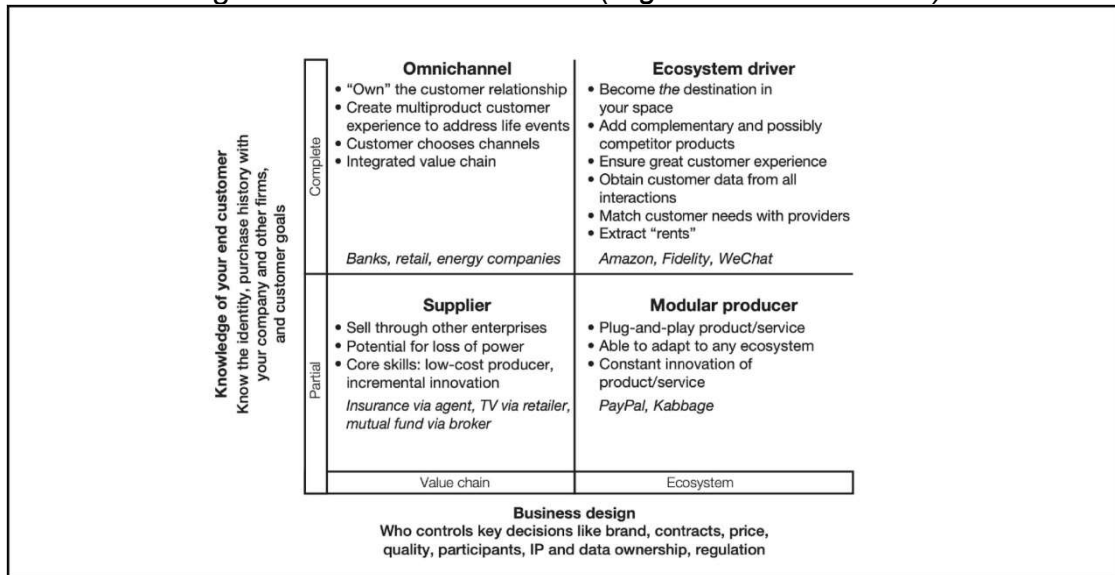 Omnichannel
• “Own” the customer relationship
• Create multiproduct customer
experience to address life events
• Customer chooses channels
• Integrated value chain
Banks, retail, energy companies
Ecosystem driver
• Become the destination in
your space
• Add complementary and possibly
competitor products
• Ensure great customer experience
• Obtain customer data from all
interactions
• Match customer needs with providers
• Extract “rents”
Amazon, Fidelity, WeChat
Complete
Knowledge of your end customer
Know the identity, purchase history with
your company and other firms,
and customer goals
Supplier
• Sell through other enterprises
• Potential for loss of power
• Core skills: low-cost producer,
incremental innovation
Insurance via agent, TV via retailer,
mutual fund via broker
Modular producer
• Plug-and-play product/service
• Able to adapt to any ecosystem
• Constant innovation of
product/service
PayPal, Kabbage
Partial
Value chain
Ecosystem
Business design
Who controls key decisions like brand, contracts, price,
quality, participants, IP and data ownership, regulation